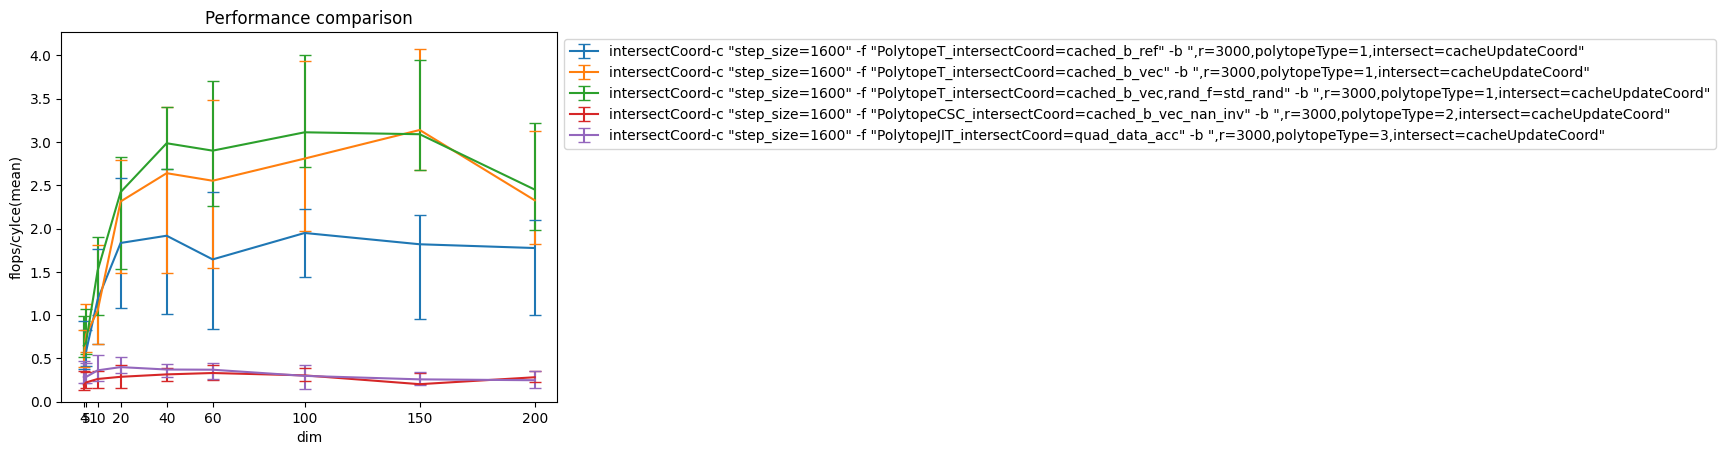 Performance comparison
flops/cylce(mean)
4.0
3.5
3.0
2.5
2.0
1.5
1.0
0.5
0.0
4 5 10 20 40 60 100 150 200
dim
intersectCoord-c "step_size=1600" -f "PolytopeT_intersectCoord=cached_b_ref" -b ",r=3000,polytopeType=1,intersect=cacheUpdateCoord"
intersectCoord-c "step_size=1600" -f "PolytopeT_intersectCoord=cached_b_vec" -b ",r=3000,polytopeType=1,intersect=cacheUpdateCoord"
intersectCoord-c "step_size=1600" -f "PolytopeT_intersectCoord=cached_b_vec,rand_f=std_rand" -b ",r=3000,polytopeType=1,intersect=cacheUpdateCoord"
intersectCoord-c "step_size=1600" -f "PolytopeCSC_intersectCoord=cached_b_vec_nan_inv" -b ",r=3000,polytopeType=2,intersect=cacheUpdateCoord"
intersectCoord-c "step_size=1600" -f "PolytopeJIT_intersectCoord=quad_data_acc" -b ",r=3000,polytopeType=3,intersect=cacheUpdateCoord"